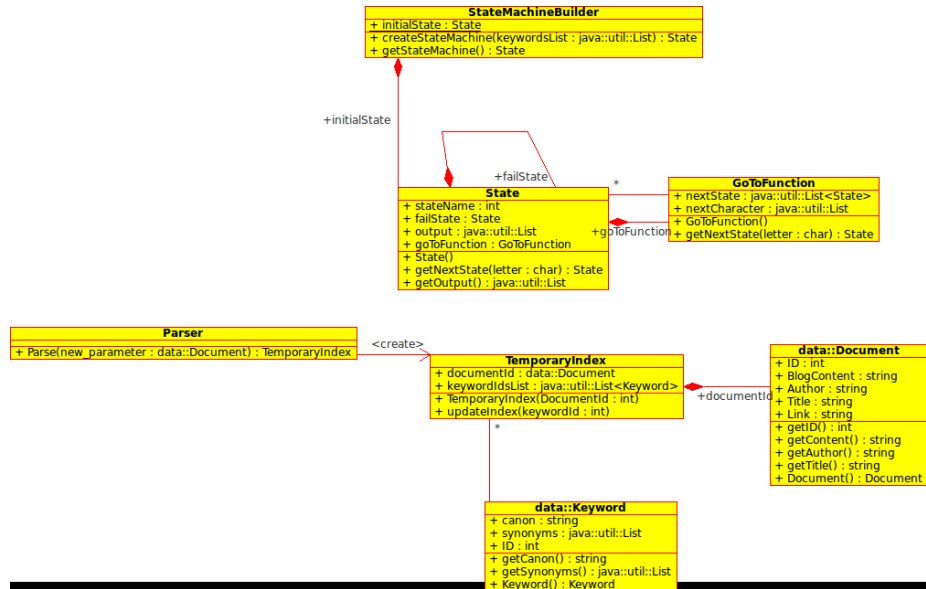 StateMachineBuilder
+ initialState : State
+ createStateMachine(keywordsList : java::util::List) : State
+ getStateMachine() : State
+initialState
+failState
*
State
+ stateName : int
+ failState : State
+ output : java::util::List
+ goToFunction : GoToFunction
+ State()
+ getNextState(letter : char) : State
+ getOutput() : java::util::List
+goToFunction
GoToFunction
+ nextState : java::util::List<State>
+ nextCharacter : java::util::List
+ GoToFunction()
+ getNextState(letter : char) : State
Parser
+ Parse(new_parameter : data::Document) : TemporaryIndex
<create>
TemporaryIndex
+ documentId : data::Document
+ keywordIdsList : java::util::List<Keyword>
+ TemporaryIndex(DocumentId : int)
+ updateIndex(keywordId : int)
+documentId
*
data::Document
+ ID : int
+ BlogContent : string
+ Author : string
+ Title : string
+ Link : string
+ getID() : int
+ getContent() : string
+ getAuthor() : string
+ getTitle() : string
+ Document() : Document
data::Keyword
+ canon : string
+ synonyms : java::util::List
+ ID : int
+ getCanon() : string
+ getSynonyms() : java::util::List
+ Keyword() : Keyword